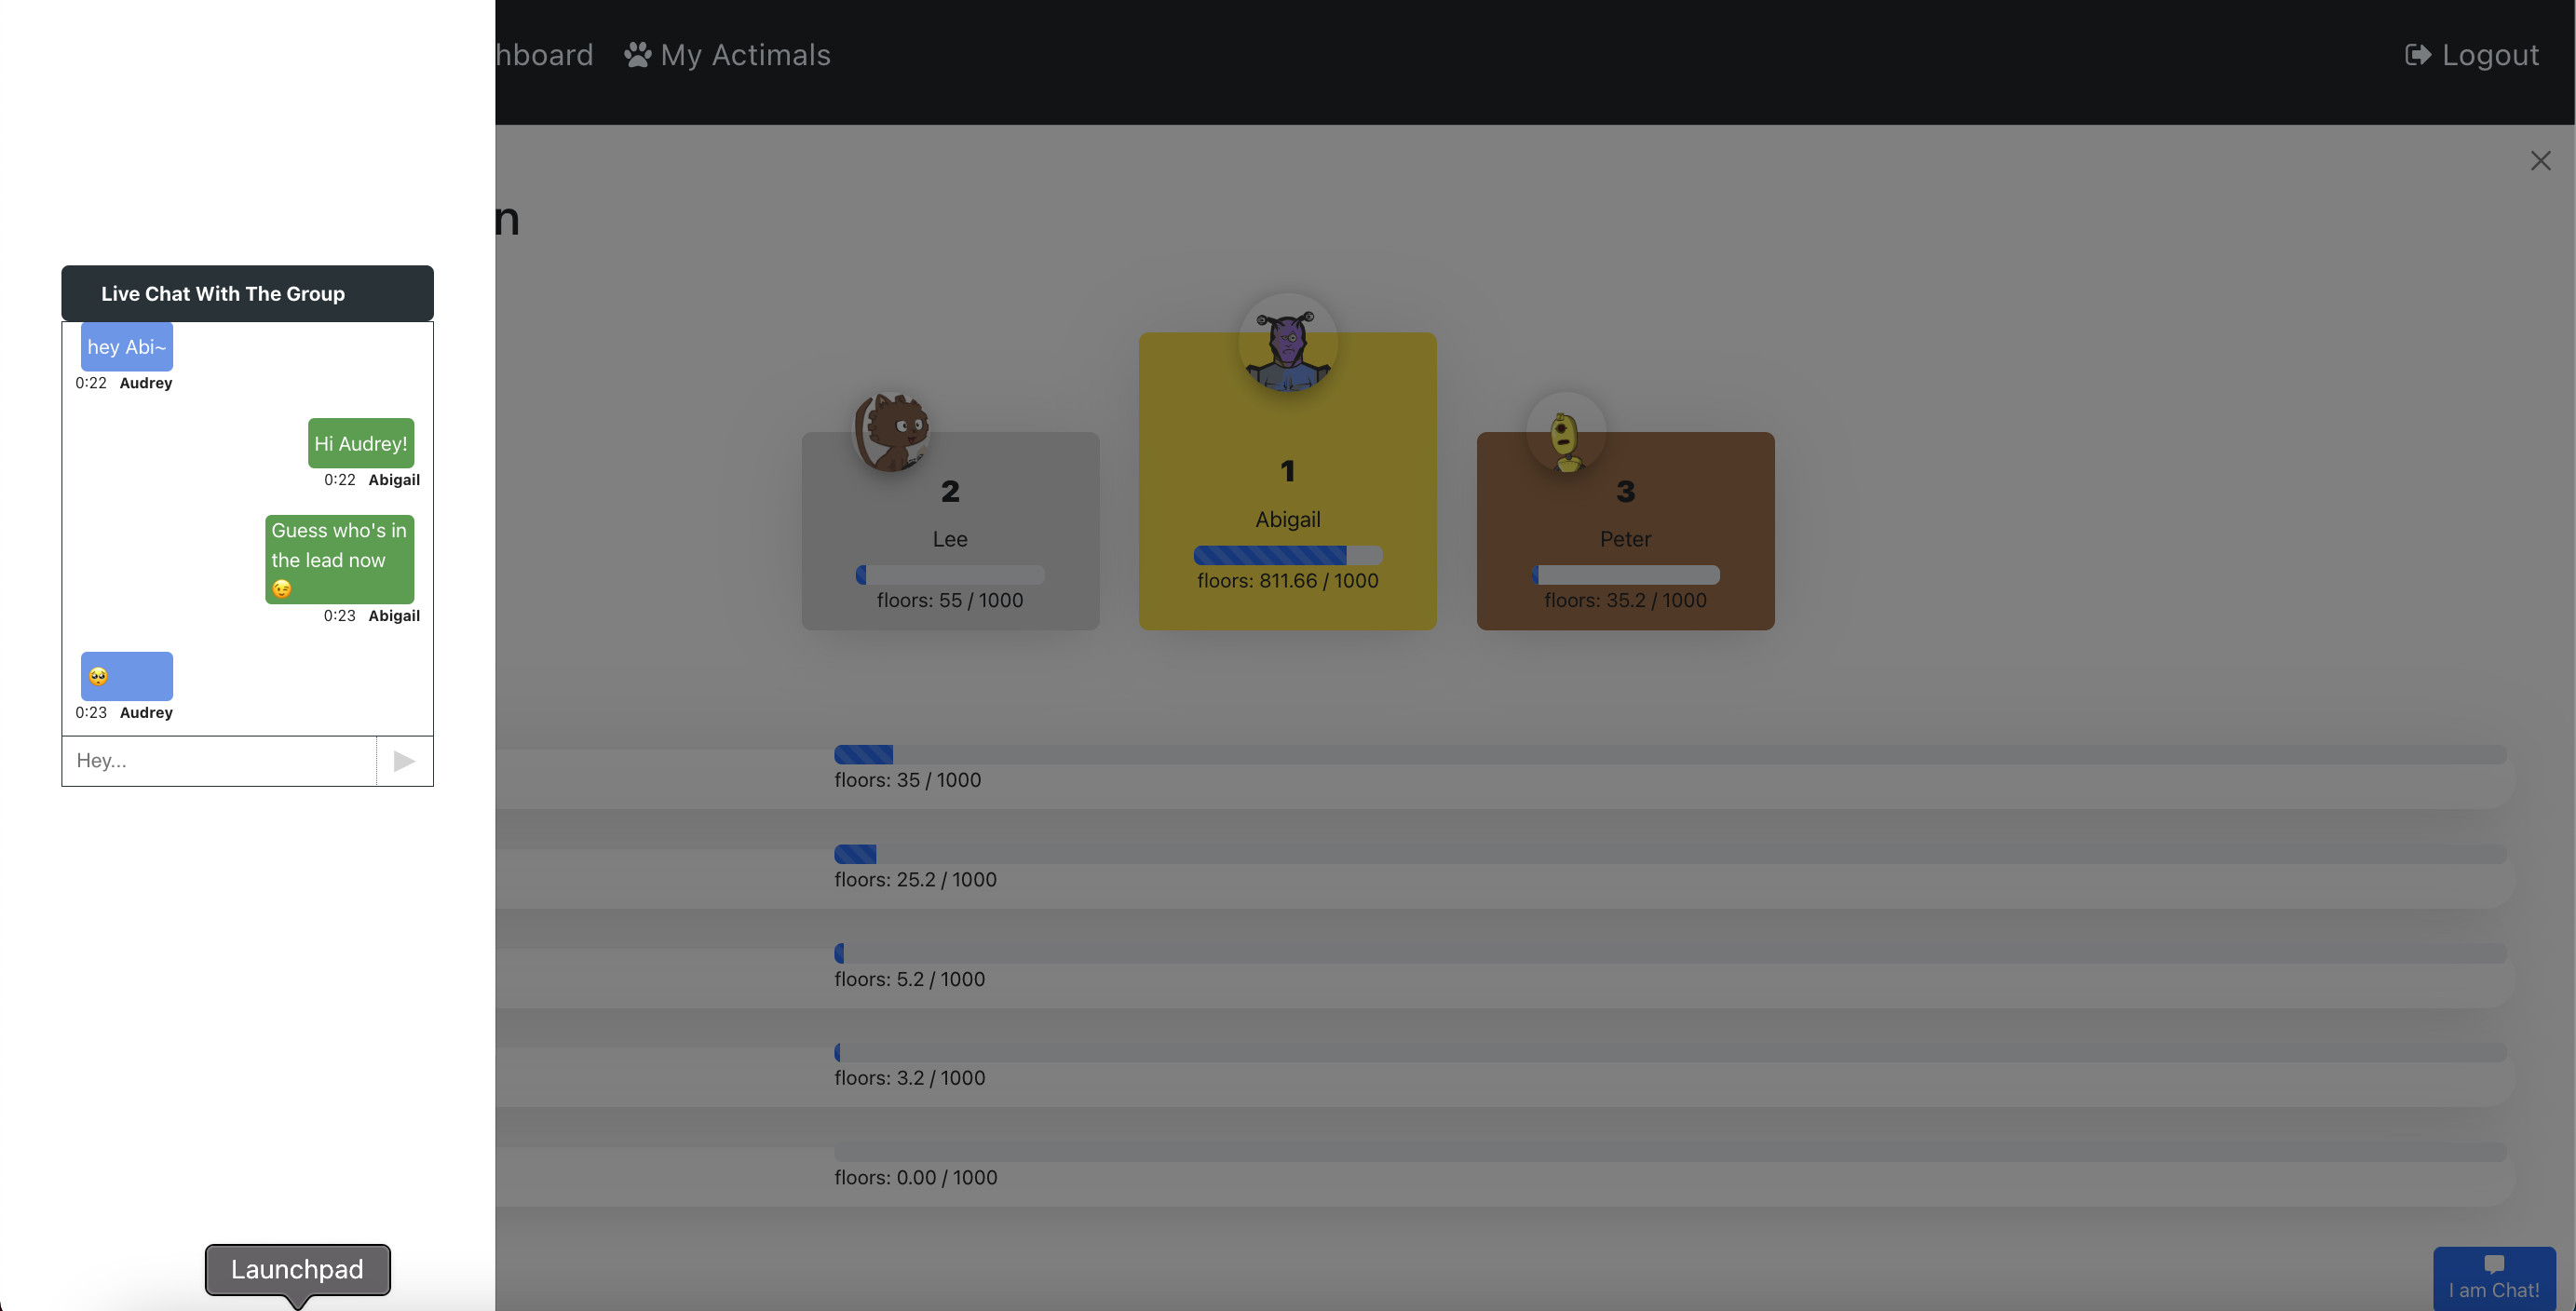 hboard
My Actimals
Logout
n
Live Chat With The Group
hey Abi~
0:22 Audrey
Hi Audrey!
0:22 Abigail
Guess who's in
the lead now
😉
0:23 Abigail
🥺
0:23 Audrey
Hey...
2
Lee
floors: 55 / 1000
1
Abigail
floors: 811.66 / 1000
3
Peter
floors: 35.2 / 1000
floors: 35 / 1000
floors: 25.2 / 1000
floors: 5.2 / 1000
floors: 3.2 / 1000
floors: 0.00 / 1000
Launchpad
I am Chat!